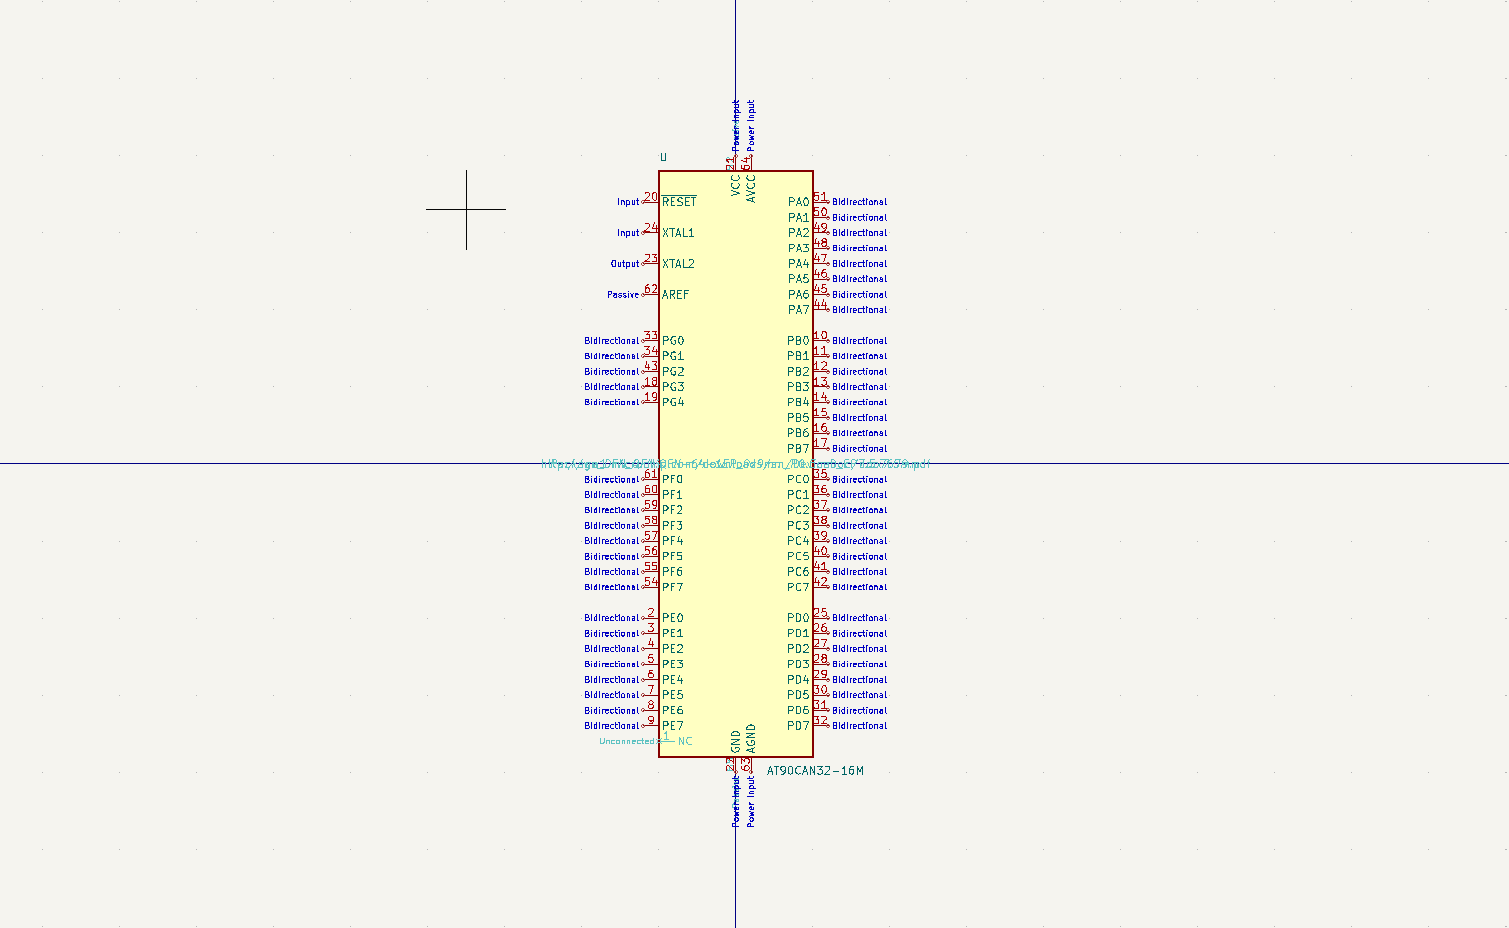 Power Input
Power Input
U
21
64
VCC
AVCC
Input 20 RESET
Input 24 XTAL1
Output 23 XTAL2
Passive 62 AREF
Bidirectional 33 PG0
Bidirectional 34 PG1
Bidirectional 43 PG2
Bidirectional 18 PG3
Bidirectional 19 PG4
Bidirectional 61 PF0
Bidirectional 60 PF1
Bidirectional 59 PF2
Bidirectional 58 PF3
Bidirectional 57 PF4
Bidirectional 56 PF5
Bidirectional 55 PF6
Bidirectional 54 PF7
Bidirectional 2 PE0
Bidirectional 3 PE1
Bidirectional 4 PE2
Bidirectional 5 PE3
Bidirectional 6 PE4
Bidirectional 7 PE5
Bidirectional 8 PE6
Bidirectional 9 PE7
Unconnected 1 NC
PA0 51 Bidirectional
PA1 50 Bidirectional
PA2 49 Bidirectional
PA3 48 Bidirectional
PA4 47 Bidirectional
PA5 46 Bidirectional
PA6 45 Bidirectional
PA7 44 Bidirectional
PB0 10 Bidirectional
PB1 11 Bidirectional
PB2 12 Bidirectional
PB3 13 Bidirectional
PB4 14 Bidirectional
PB5 15 Bidirectional
PB6 16 Bidirectional
PB7 17 Bidirectional
PC0 35 Bidirectional
PC1 36 Bidirectional
PC2 37 Bidirectional
PC3 38 Bidirectional
PC4 39 Bidirectional
PC5 40 Bidirectional
PC6 41 Bidirectional
PC7 42 Bidirectional
PD0 25 Bidirectional
PD1 26 Bidirectional
PD2 27 Bidirectional
PD3 28 Bidirectional
PD4 29 Bidirectional
PD5 30 Bidirectional
PD6 31 Bidirectional
PD7 32 Bidirectional
GND
AGND
63
AT90CAN32-16M
Power Input
Power Input